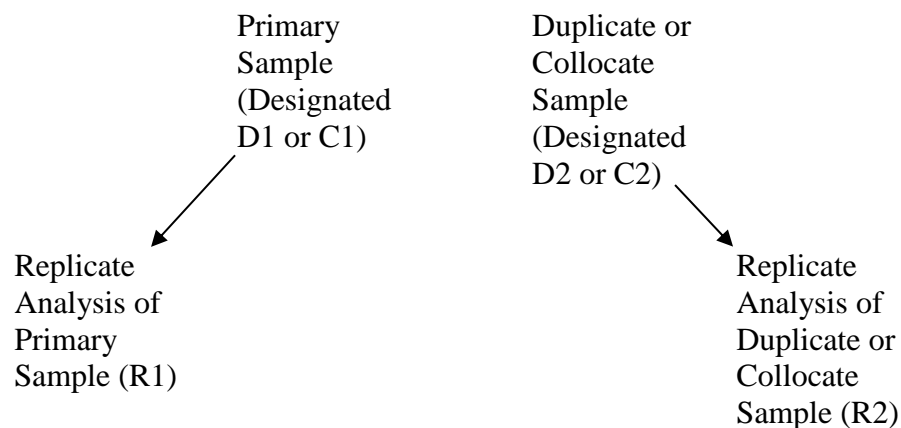 Primary
Sample
(Designated
D1 or C1)
Duplicate or
Collocate
Sample
(Designated
D2 or C2)
Replicate
Analysis of
Primary
Sample (R1)
Replicate
Analysis of
Duplicate or
Collocate
Sample (R2)